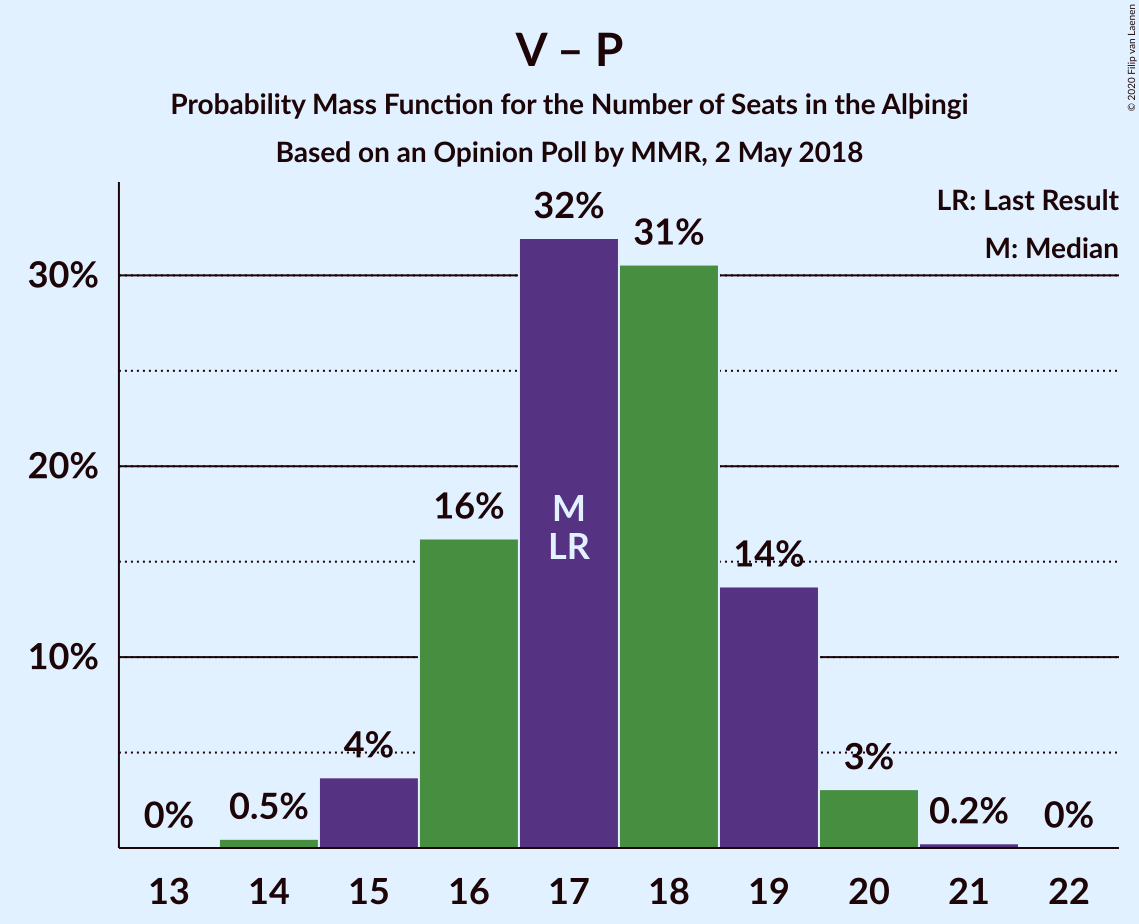 V – P
Probability Mass Function for the Number of Seats in the Alþingi
Based on an Opinion Poll by MMR, 2 May 2018
© 2020 Filip van Laenen
LR: Last Result
M: Median
30%
20%
10%
0%
0.5%
4%
16%
32%
31%
14%
3%
0.2%
0%
M
LR
13
14
15
16
17
18
19
20
21
22